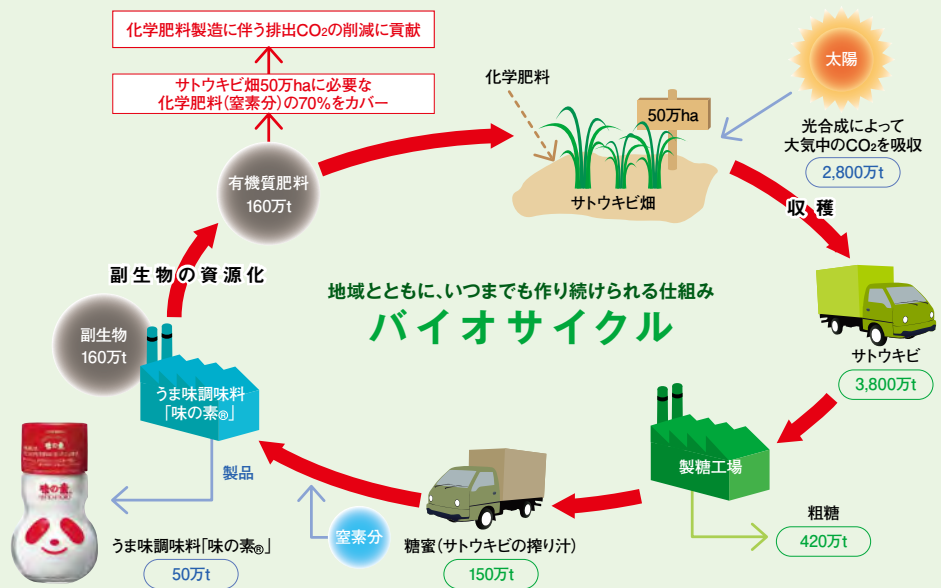 化学肥料製造に伴う排出CO₂の削減に貢献
サトウキビ畑50万haに必要な
化学肥料(窒素分)の70%をカバー
化学肥料
50万ha
サトウキビ畑
太陽
光合成によって
大気中のCO₂を吸収
2,800万t
収穫
有機質肥料
160万t
副生物の資源化
地域とともに、いつまでも作り続けられる仕組み
バイオサイクル
サトウキビ
3,800万t
副生物
160万t
うま味調味料
「味の素®」
製糖工場
粗糖
420万t
糖蜜(サトウキビの搾り汁)
150万t
窒素分
製品
味の素
味の素
AJINOMOTO
うま味調味料「味の素®」
50万t